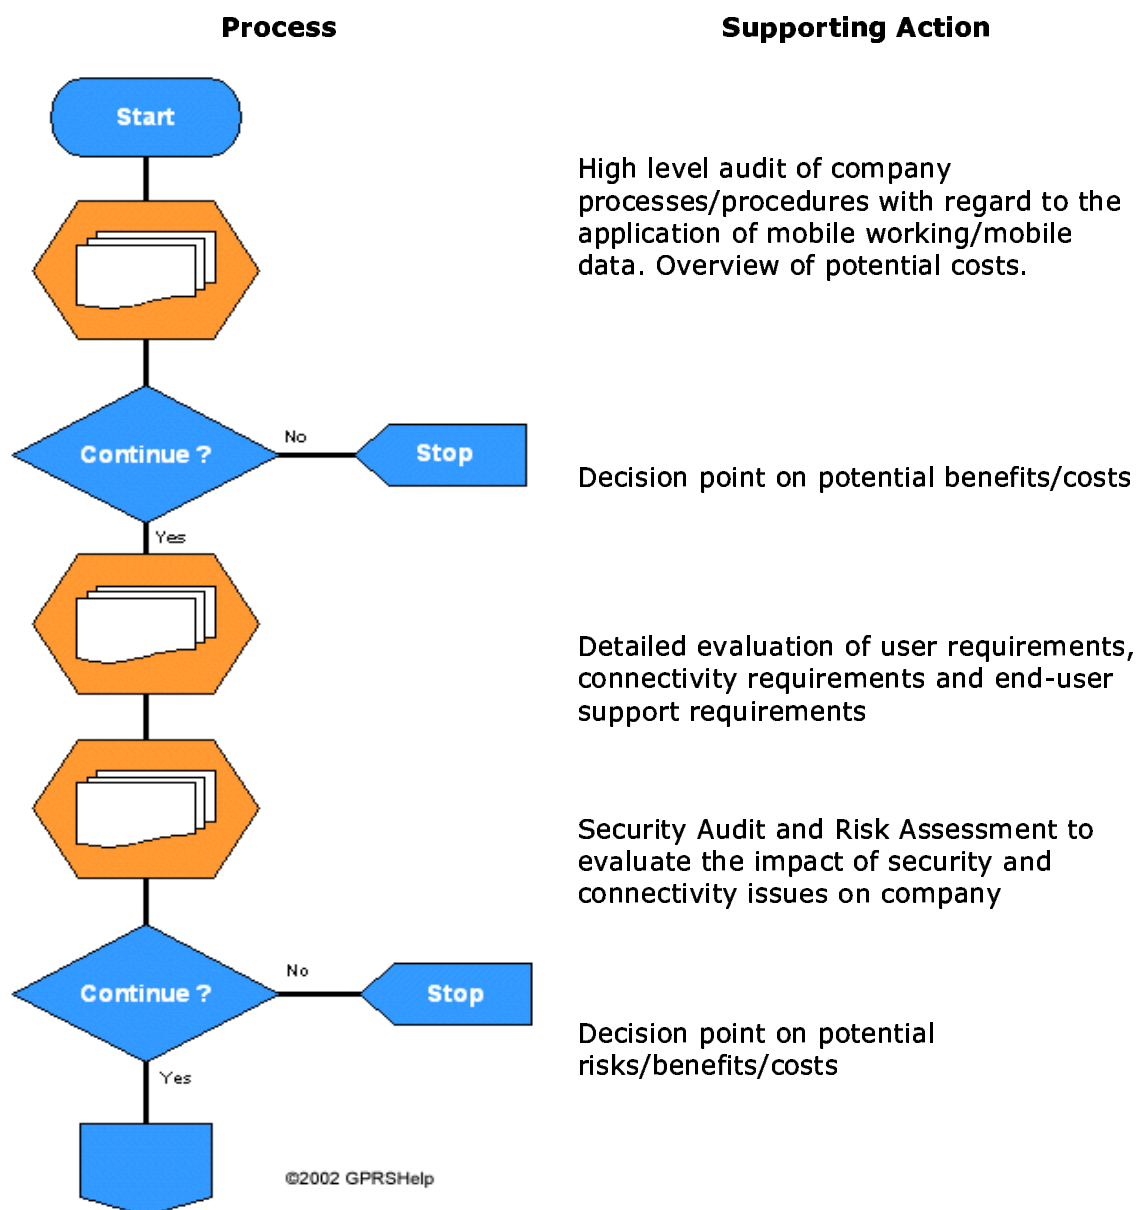 Process
Supporting Action
Start
High level audit of company
processes/procedures with regard to the
application of mobile working/mobile
data. Overview of potential costs.
Continue ?
No
Stop
Decision point on potential benefits/costs
Yes
Detailed evaluation of user requirements,
connectivity requirements and end-user
support requirements
Security Audit and Risk Assessment to
evaluate the impact of security and
connectivity issues on company
Continue ?
No
Stop
Decision point on potential
risks/benefits/costs
Yes
©2002 GPRSHelp